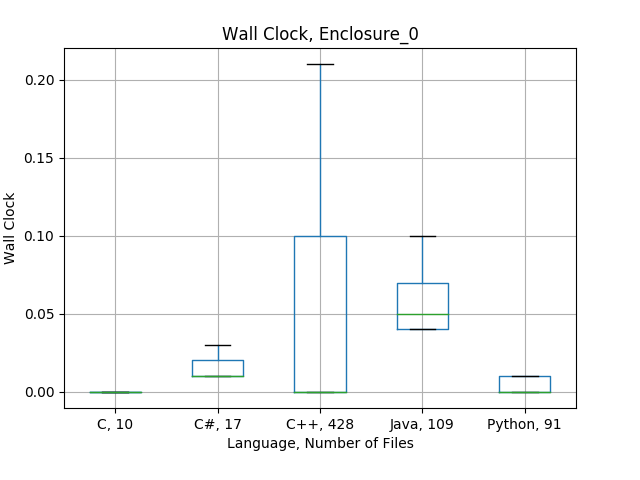 Wall Clock, Enclosure_0
0.20
0.15
0.10
0.05
0.00
Wall Clock
C, 10
C#, 17
C++, 428
Java, 109
Python, 91
Language, Number of Files